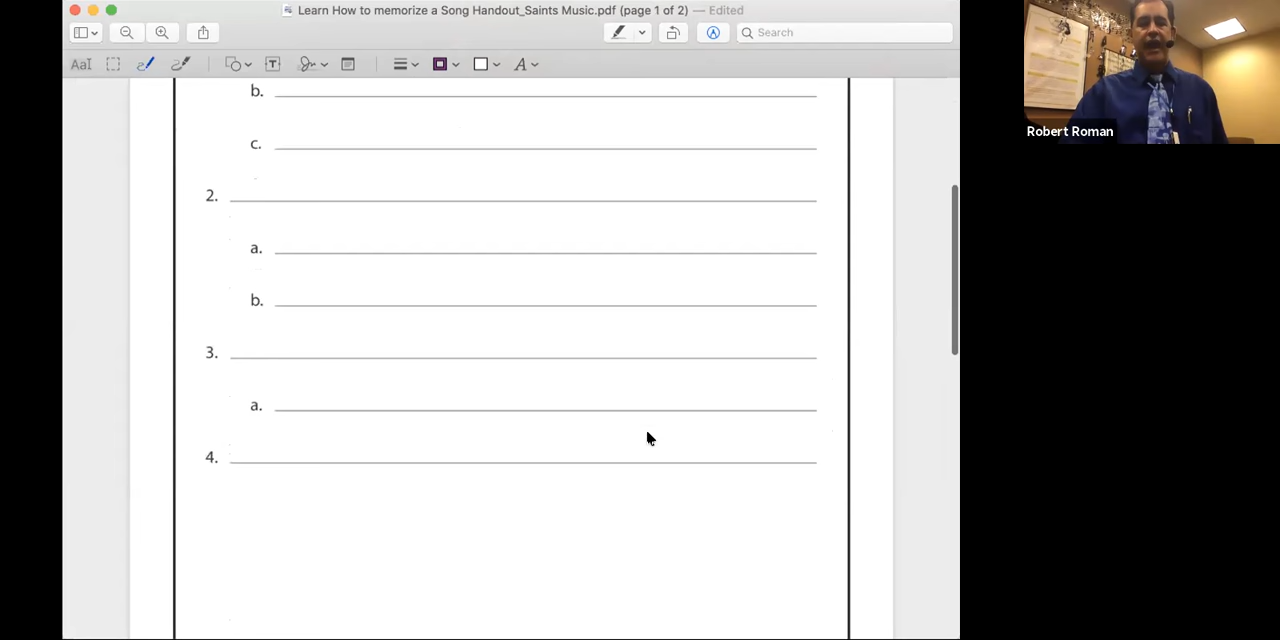 Learn How to memorize a Song Handout_Saints Music.pdf (page 1 of 2) — Edited
Search
AaI
T
A
Robert Roman
b.
c.
2.
a.
b.
3.
a.
4.